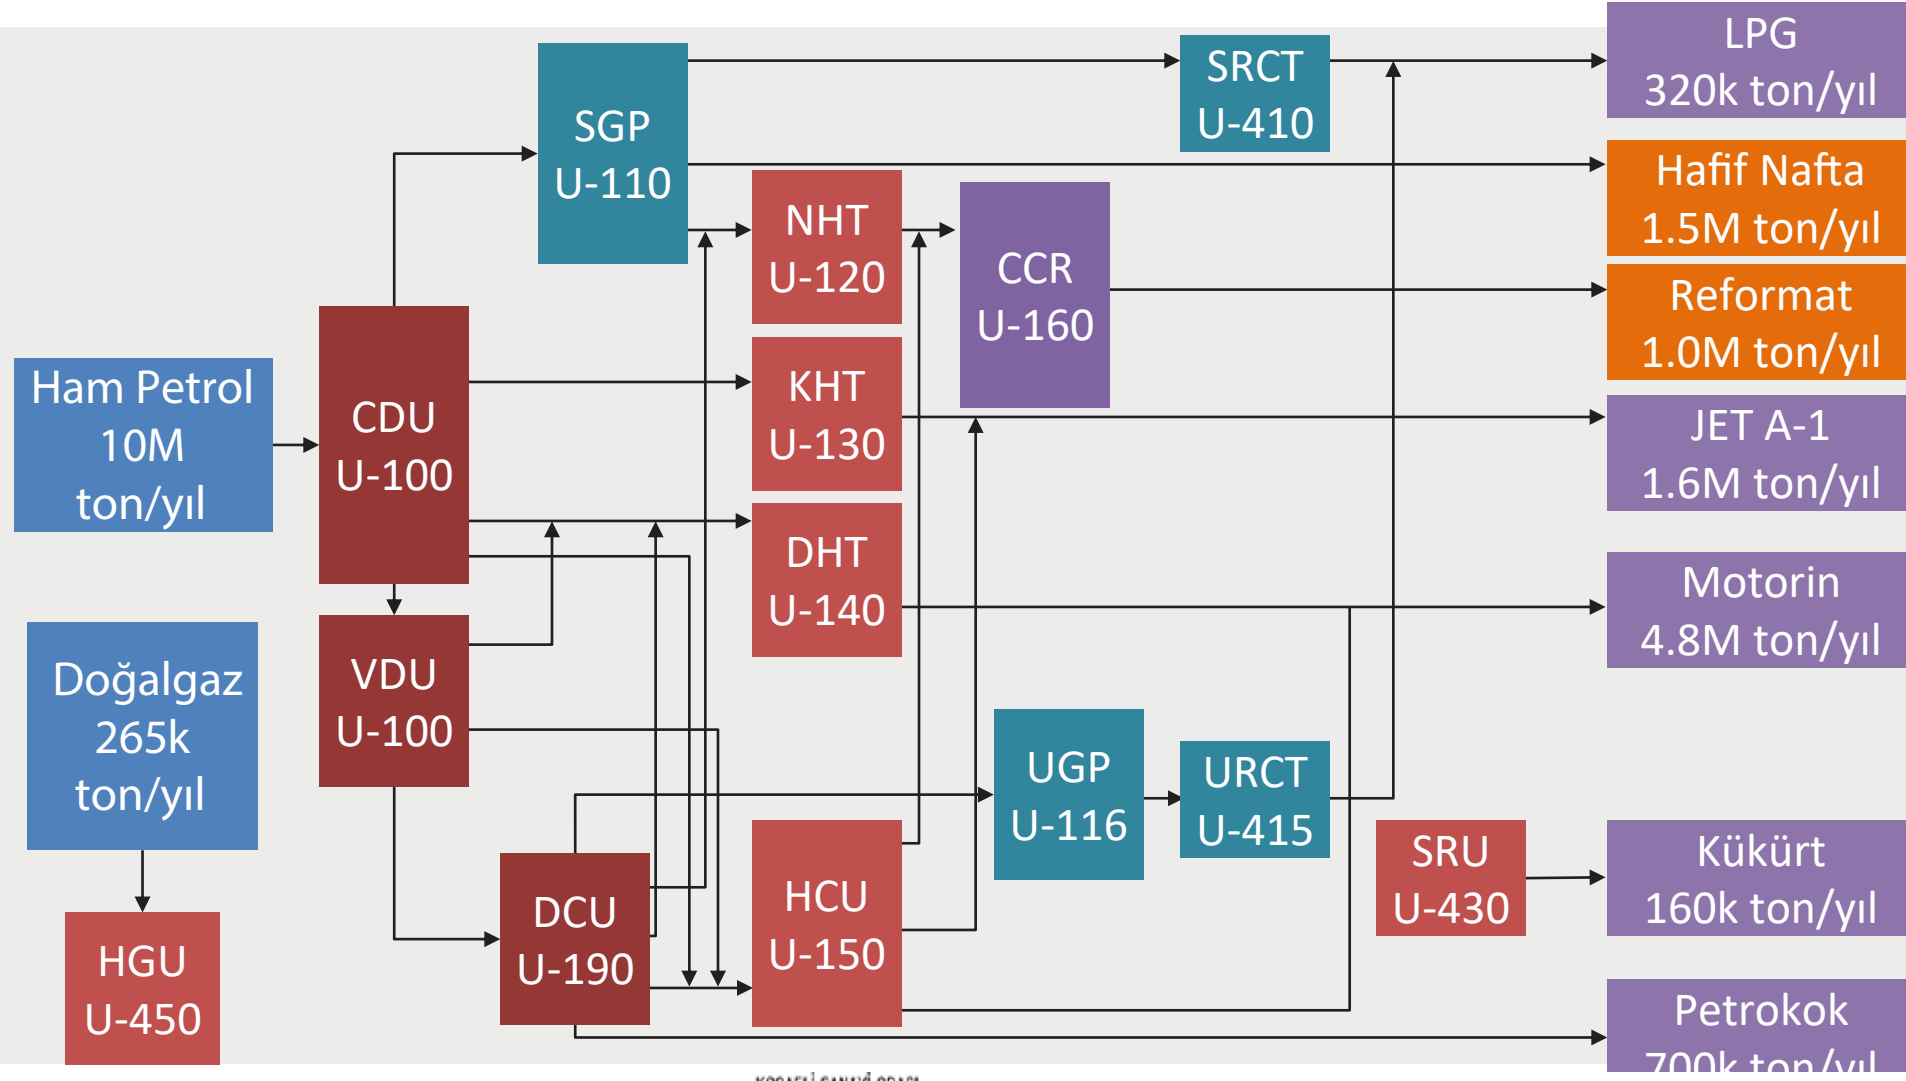 LPG
320k ton/yıl
SRCT
U-410
SGP
U-110
Hafif Nafta
1.5M ton/yıl
NHT
U-120
CCR
U-160
Reformat
1.0M ton/yıl
Ham Petrol
10M
ton/yıl
CDU
U-100
KHT
U-130
JET A-1
1.6M ton/yıl
DHT
U-140
Motorin
4.8M ton/yıl
Doğalgaz
265k
ton/yıl
VDU
U-100
UGP
U-116
URCT
U-415
SRU
U-430
Kükürt
160k ton/yıl
HGU
U-450
DCU
U-190
HCU
U-150
Petrokok
700k ton/yıl